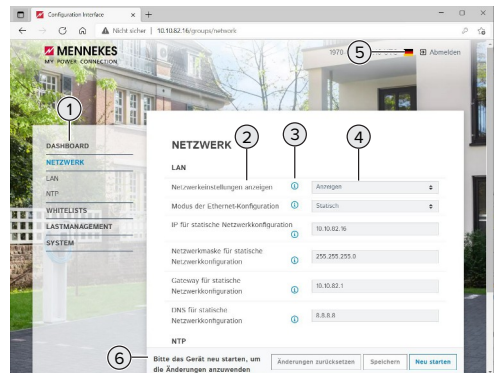 Configuration Interface
Nicht sicher
10.10.82.16/groups/network
MENNEKES
MY POWER CONNECTION
1970
5
Abmelden
1
DASHBOARD
NETZWERK
LAN
NTP
WHITELISTS
LASTMANAGEMENT
SYSTEM
NETZWERK
2
3
4
LAN
Netzwerkeinstellungen anzeigen
Anzeigen
Modus der Ethernet-Konfiguration
Statisch
IP für statische Netzwerkkonfiguration
10.10.82.16
Netzwerkmaske für statische
Netzwerkkonfiguration
255.255.255.0
Gateway für statische
Netzwerkkonfiguration
10.10.82.1
DNS für statische
Netzwerkkonfiguration
8.8.8.8
NTP
6
Bitte das Gerät neu starten, um
die Änderungen anzuwenden
Änderungen zurücksetzen
Speichern
Neu starten